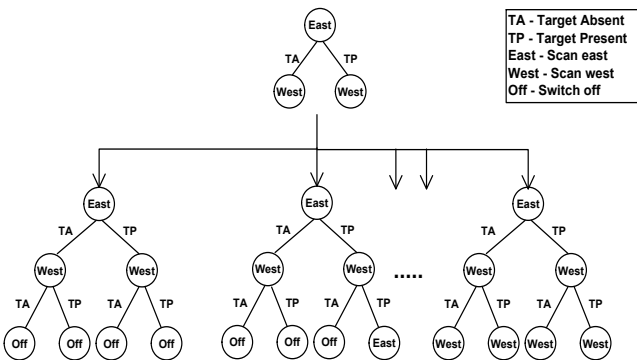 East
TA TP
West West
TA - Target Absent
TP - Target Present
East - Scan east
West - Scan west
Off - Switch off
East East East
TA TP TA TP TA TP
West West West West ..... West West
TA TP TA TP TA TP TA TP TA TP TA TP
Off Off Off Off Off Off Off East West West West West